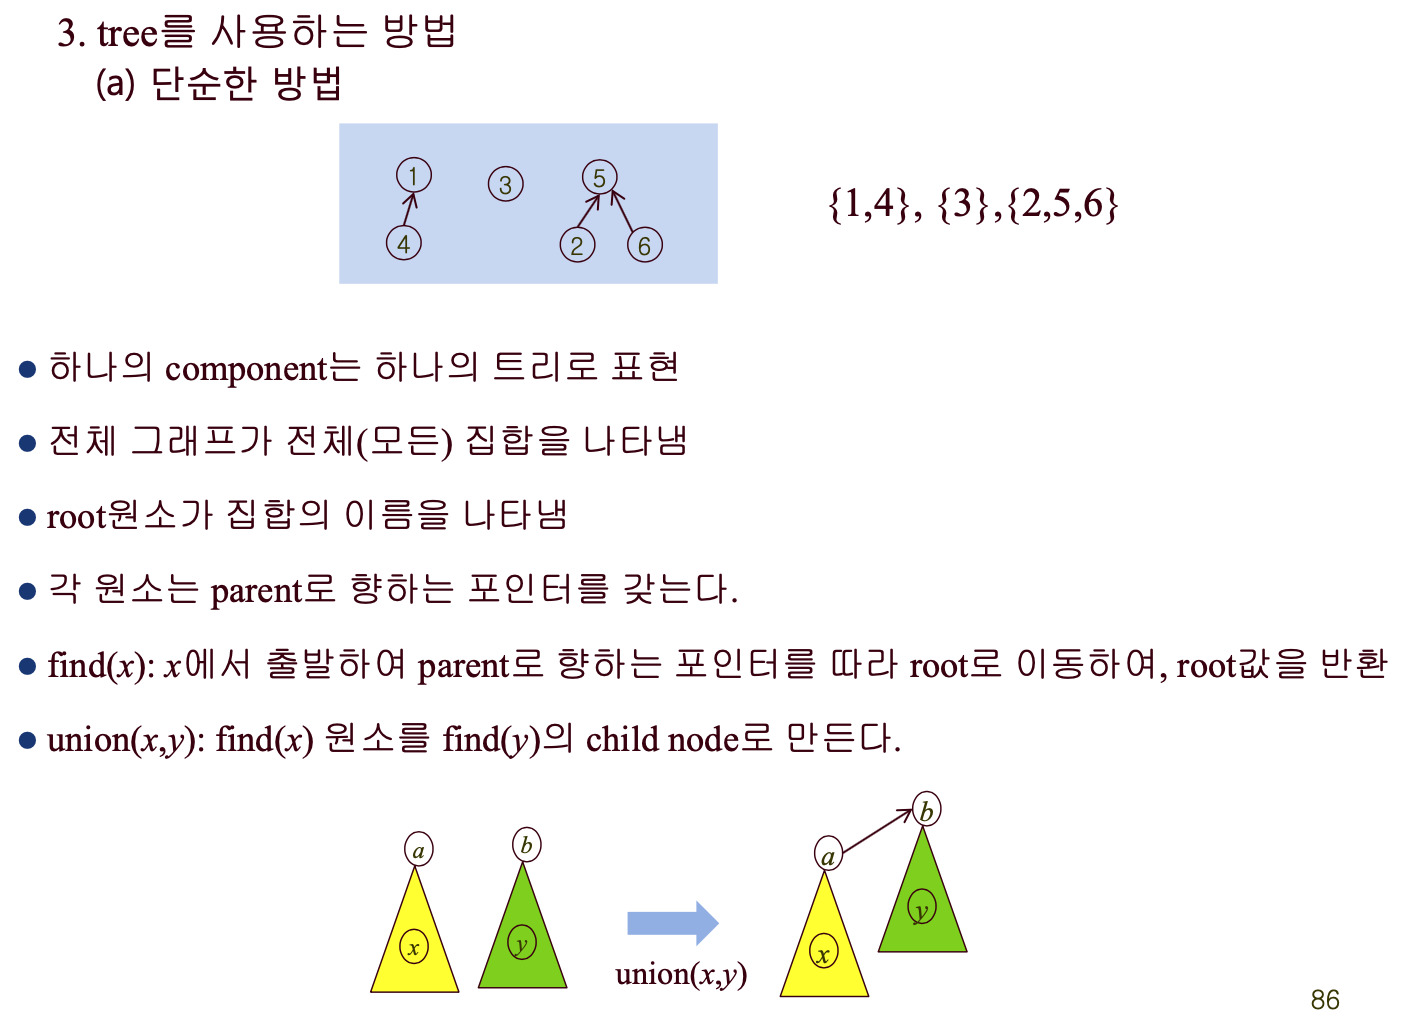 3. tree를 사용하는 방법
(a) 단순한 방법
1 3 5
4 2 6
{1,4}, {3},{2,5,6}
하나의 component는 하나의 트리로 표현
전체 그래프가 전체(모든) 집합을 나타냄
root원소가 집합의 이름을 나타냄
각 원소는 parent로 향하는 포인터를 갖는다.
find(x): x에서 출발하여 parent로 향하는 포인터를 따라 root로 이동하여, root값을 반환
union(x,y): find(x) 원소를 find(y)의 child node로 만든다.
a b a b
x y x y
union(x,y)
86